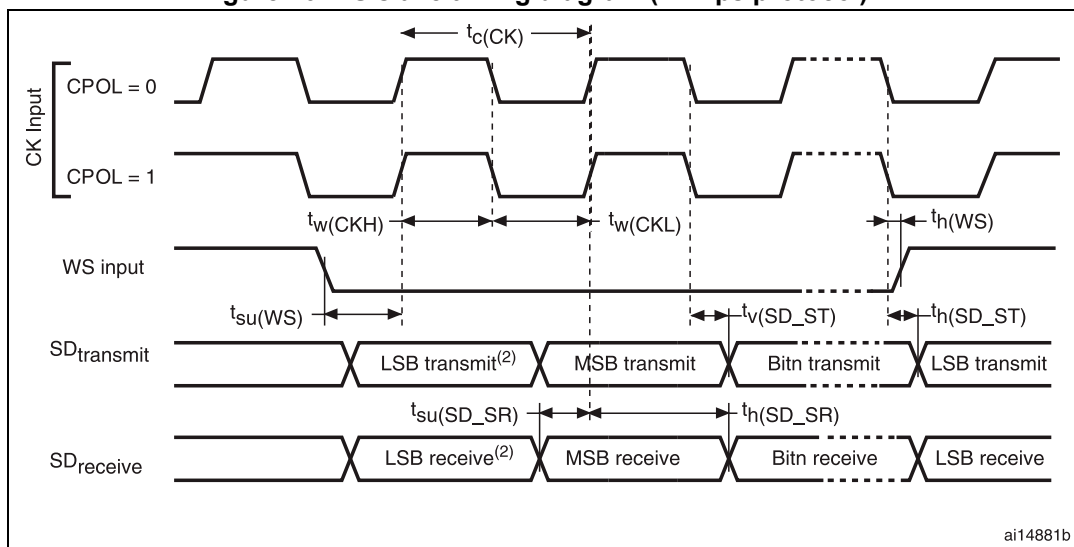 tc(CK)
CK Input
CPOL = 0
CPOL = 1
tw(CKH)
tw(CKL)
th(WS)
WS input
tsu(WS)
tv(SD_ST)
th(SD_ST)
SDtransmit
LSB transmit(2)
MSB transmit
Bitn transmit
LSB transmit
tsu(SD_SR)
th(SD_SR)
SDreceive
LSB receive(2)
MSB receive
Bitn receive
LSB receive
ai14881b